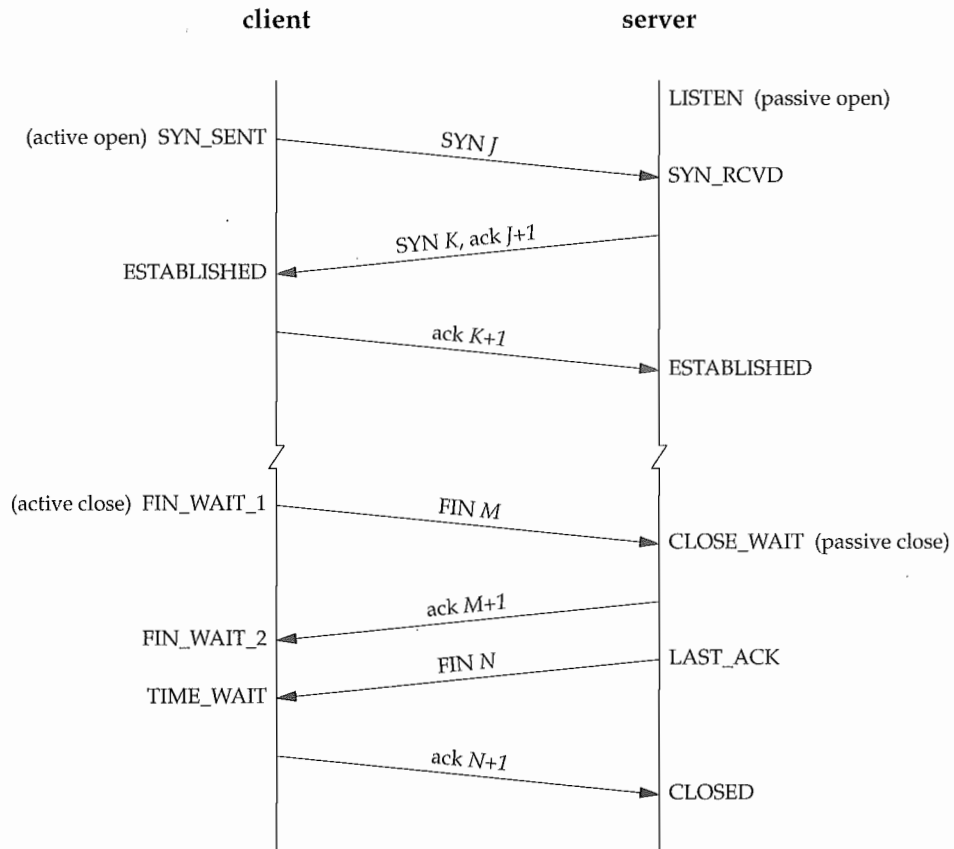 client server
LISTEN (passive open)
(active open) SYN_SENT
SYN J
SYN_RCVD
SYN K, ack J+1
ESTABLISHED
ack K+1
ESTABLISHED
(active close) FIN_WAIT_1
FIN M
CLOSE_WAIT (passive close)
ack M+1
FIN_WAIT_2
FIN N
LAST_ACK
TIME_WAIT
ack N+1
CLOSED